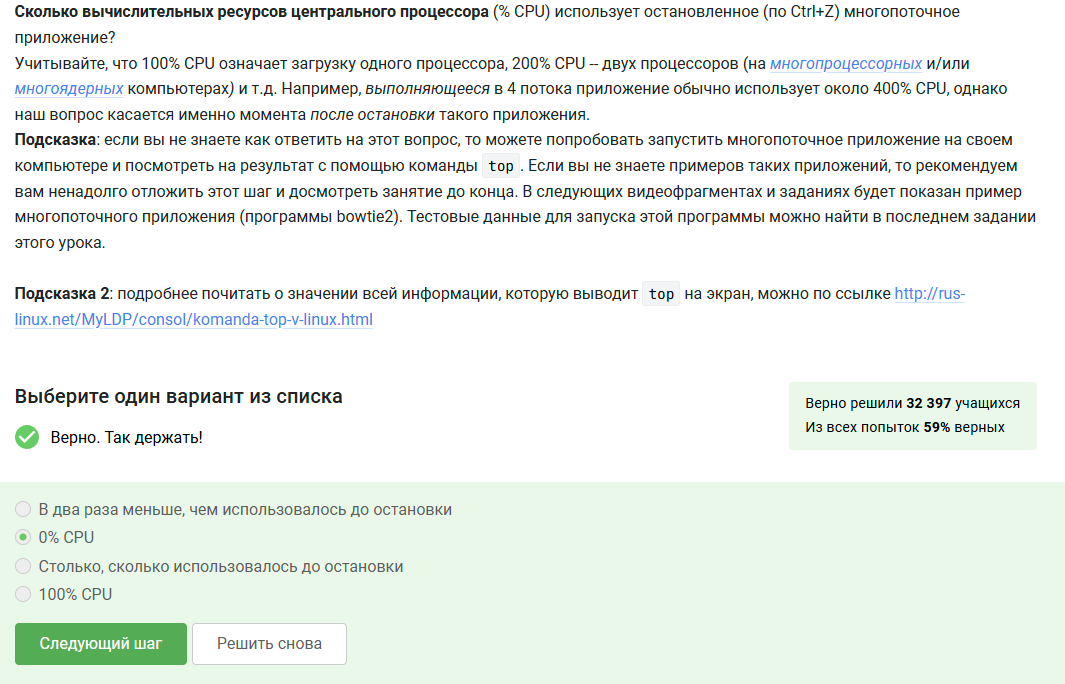 Сколько вычислительных ресурсов центрального процессора (% CPU) использует остановленное (по Ctrl+Z) многопоточное
приложение?
Учитывайте, что 100% CPU означает загрузку одного процессора, 200% CPU -- двух процессоров (на многопроцессорных и/или
многоядерных компьютерах) и т.д. Например, выполняющееся в 4 потока приложение обычно использует около 400% CPU, однако
наш вопрос касается именно момента после остановки такого приложения.
Подсказка: если вы не знаете как ответить на этот вопрос, то можете попробовать запустить многопоточное приложение на своем
компьютере и посмотреть на результат с помощью команды top. Если вы не знаете примеров таких приложений, то рекомендуем
вам ненадолго отложить этот шаг и досмотреть занятие до конца. В следующих видеофрагментах и заданиях будет показан пример
многопоточного приложения (программы bowtie2). Тестовые данные для запуска этой программы можно найти в последнем задании
этого урока.
Подсказка 2: подробнее почитать о значении всей информации, которую выводит top на экран, можно по ссылке http://rus-
linux.net/MyLDP/consol/komanda-top-v-linux.html
Выберите один вариант из списка
Верно. Так держать!
Верно решили 32 397 учащихся
Из всех попыток 59% верных
В два раза меньше, чем использовалось до остановки
0% CPU
Столько, сколько использовалось до остановки
100% CPU
Следующий шаг
Решить снова